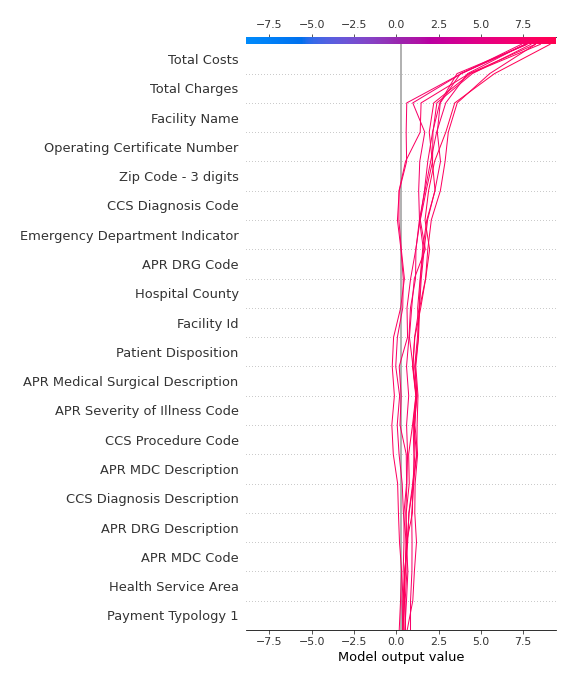 −7.5 −5.0 −2.5 0.0 2.5 5.0 7.5
Total Costs
Total Charges
Facility Name
Operating Certificate Number
Zip Code - 3 digits
CCS Diagnosis Code
Emergency Department Indicator
APR DRG Code
Hospital County
Facility Id
Patient Disposition
APR Medical Surgical Description
APR Severity of Illness Code
CCS Procedure Code
APR MDC Description
CCS Diagnosis Description
APR DRG Description
APR MDC Code
Health Service Area
Payment Typology 1
−7.5 −5.0 −2.5 0.0 2.5 5.0 7.5
Model output value